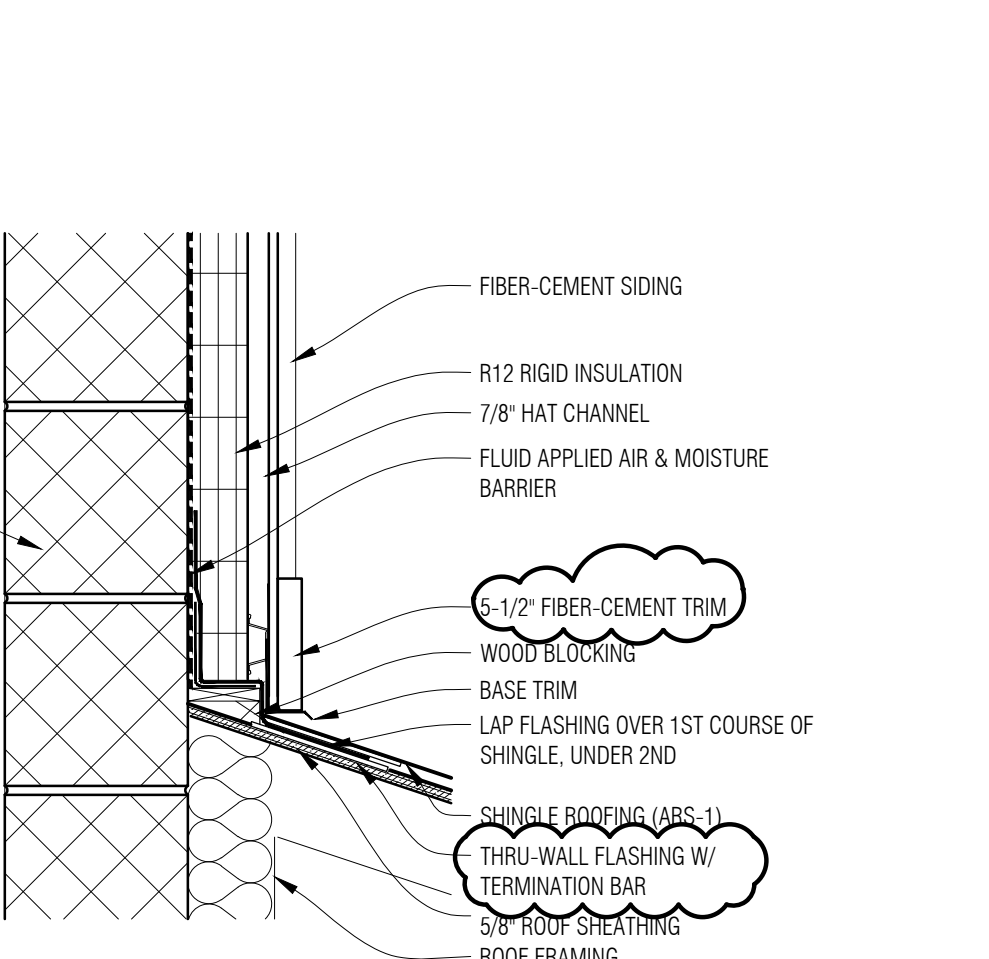 FIBER-CEMENT SIDING
R12 RIGID INSULATION
7/8" HAT CHANNEL
FLUID APPLIED AIR & MOISTURE
BARRIER
5-1/2" FIBER-CEMENT TRIM
WOOD BLOCKING
BASE TRIM
LAP FLASHING OVER 1ST COURSE OF
SHINGLE, UNDER 2ND
SHINGLE ROOFING (ARS-1)
THRU-WALL FLASHING W/
TERMINATION BAR
5/8" ROOF SHEATHING
ROOF FRAMING